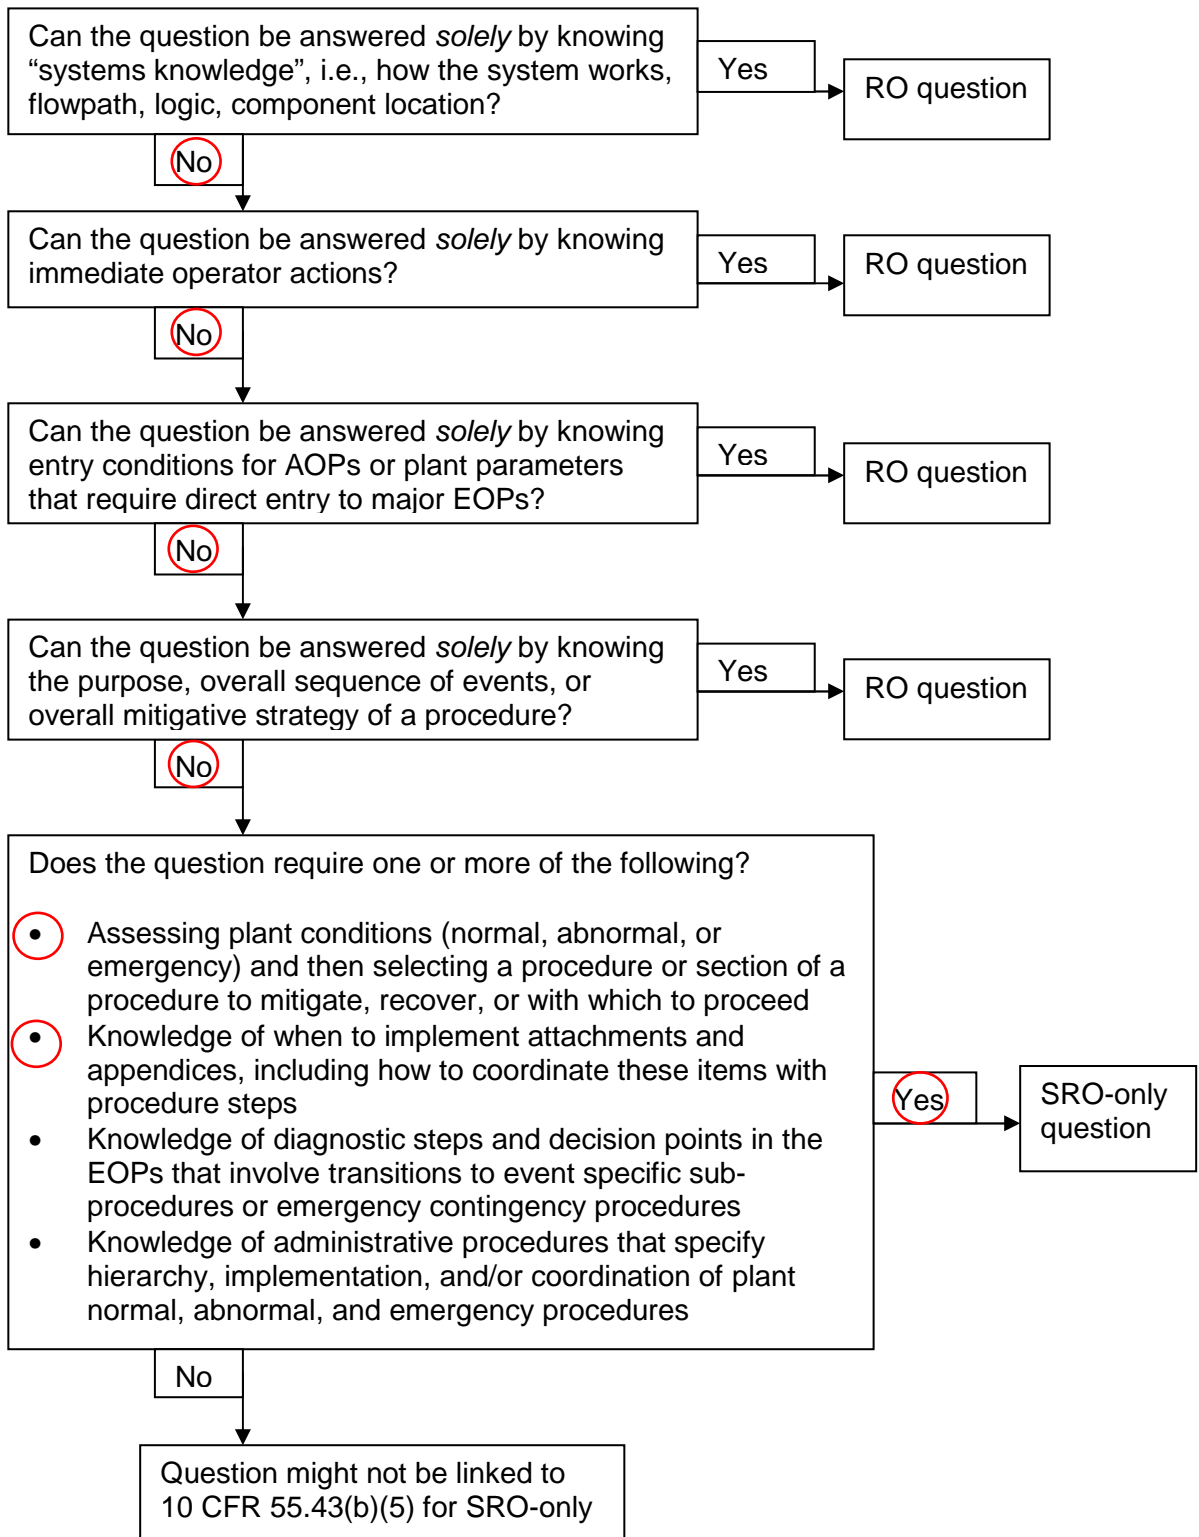 Can the question be answered solely by knowing
“systems knowledge”, i.e., how the system works,
flowpath, logic, component location?
Yes
RO question
No
Can the question be answered solely by knowing
immediate operator actions?
Yes
RO question
No
Can the question be answered solely by knowing
entry conditions for AOPs or plant parameters
that require direct entry to major EOPs?
Yes
RO question
No
Can the question be answered solely by knowing
the purpose, overall sequence of events, or
overall mitigative strategy of a procedure?
Yes
RO question
No
Does the question require one or more of the following?
• Assessing plant conditions (normal, abnormal, or
emergency) and then selecting a procedure or section of a
procedure to mitigate, recover, or with which to proceed
• Knowledge of when to implement attachments and
appendices, including how to coordinate these items with
procedure steps
• Knowledge of diagnostic steps and decision points in the
EOPs that involve transitions to event specific sub-
procedures or emergency contingency procedures
• Knowledge of administrative procedures that specify
hierarchy, implementation, and/or coordination of plant
normal, abnormal, and emergency procedures
Yes
SRO-only
question
No
Question might not be linked to
10 CFR 55.43(b)(5) for SRO-only